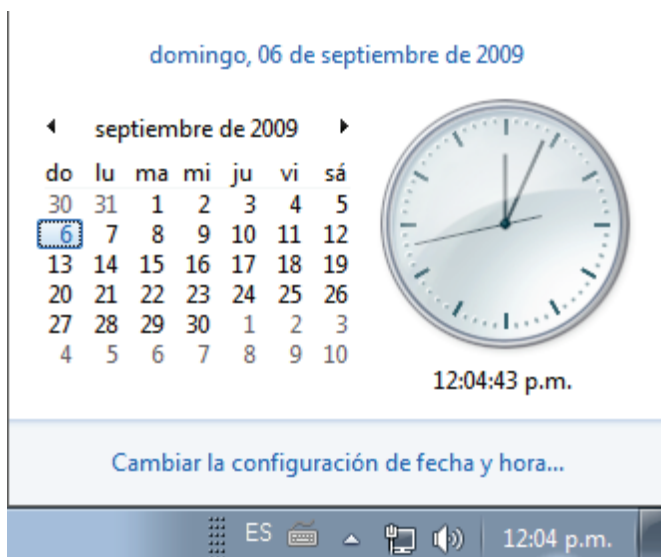 domingo, 06 de septiembre de 2009
septiembre de 2009
do lu ma mi ju vi sá
30 31 1 2 3 4 5
6 7 8 9 10 11 12
13 14 15 16 17 18 19
20 21 22 23 24 25 26
27 28 29 30 1 2 3
4 5 6 7 8 9 10
12:04:43 p.m.
Cambiar la configuración de fecha y hora...
ES 12:04 p.m.